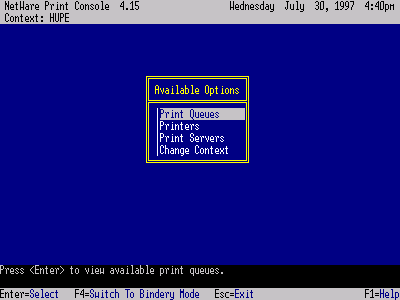 NetWare Print Console  4.15    Wednesday  July  30, 1997  4:40pm
Context: HUPE
Available Options
Print Queues
Printers
Print Servers
Change Context
Press <Enter> to view available print queues.
Enter=Select  F4=Switch To Bindery Mode  Esc=Exit    F1=Help